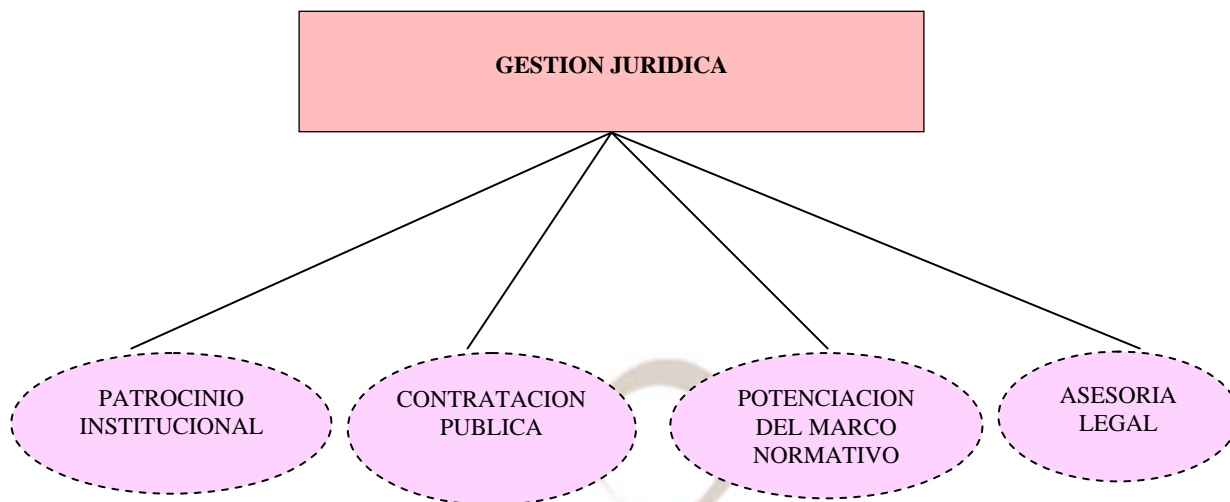 GESTION JURIDICA
PATROCINIO
INSTITUCIONAL
CONTRATACION
PUBLICA
POTENCIACION
DEL MARCO
NORMATIVO
ASESORIA
LEGAL